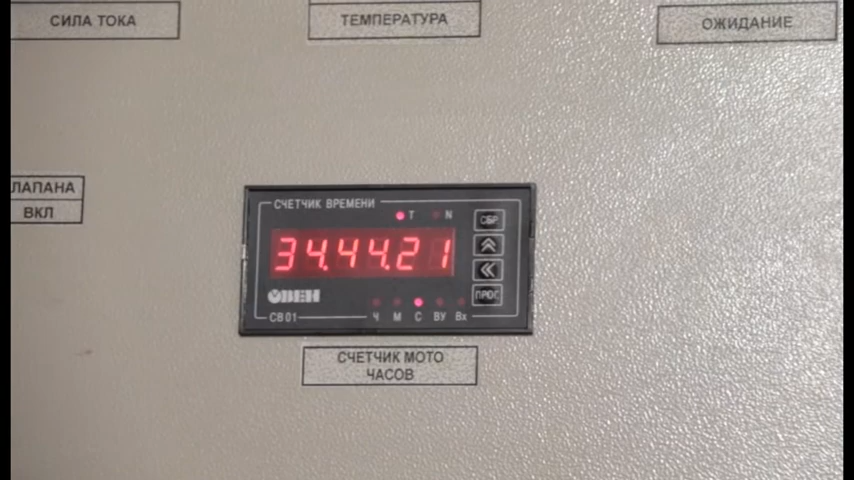 СИЛА ТОКА
ТЕМПЕРАТУРА
ОЖИДАНИЕ
ЛАПАНА
ВКЛ
СЧЕТЧИК ВРЕМЕНИ
T N
СБР
34.44.21
ПРОГ
ОВЕН
СВ01
Ч М С ВУ Вх
СЧЕТЧИК МОТО
ЧАСОВ